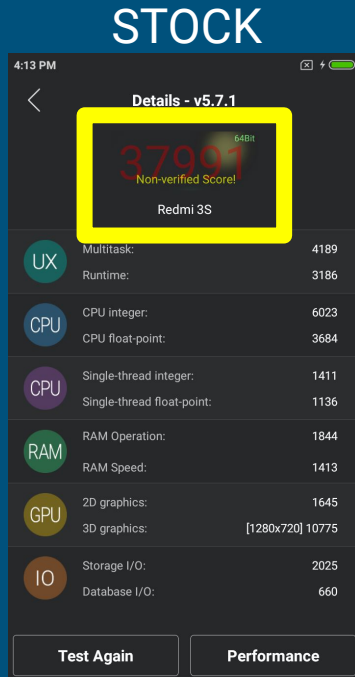 STOCK
4:13 PM
Details - v5.7.1
37991
64Bit
Non-verified Score!
Redmi 3S
UX
Multitask: 4189
Runtime: 3186
CPU
CPU integer: 6023
CPU float-point: 3684
CPU
Single-thread integer: 1411
Single-thread float-point: 1136
RAM
RAM Operation: 1844
RAM Speed: 1413
GPU
2D graphics: 1645
3D graphics: [1280x720] 10775
IO
Storage I/O: 2025
Database I/O: 660
Test Again Performance